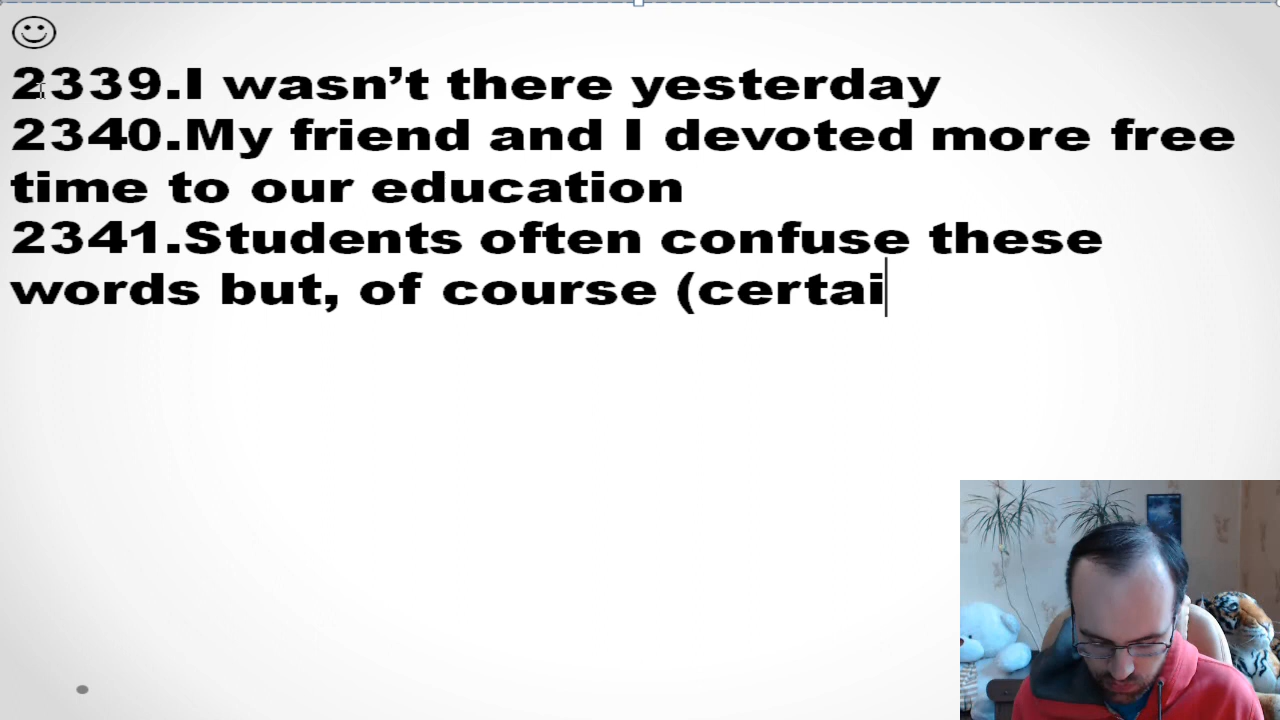 2339.I wasn’t there yesterday
2340.My friend and I devoted more free
time to our education
2341.Students often confuse these
words but, of course (certai